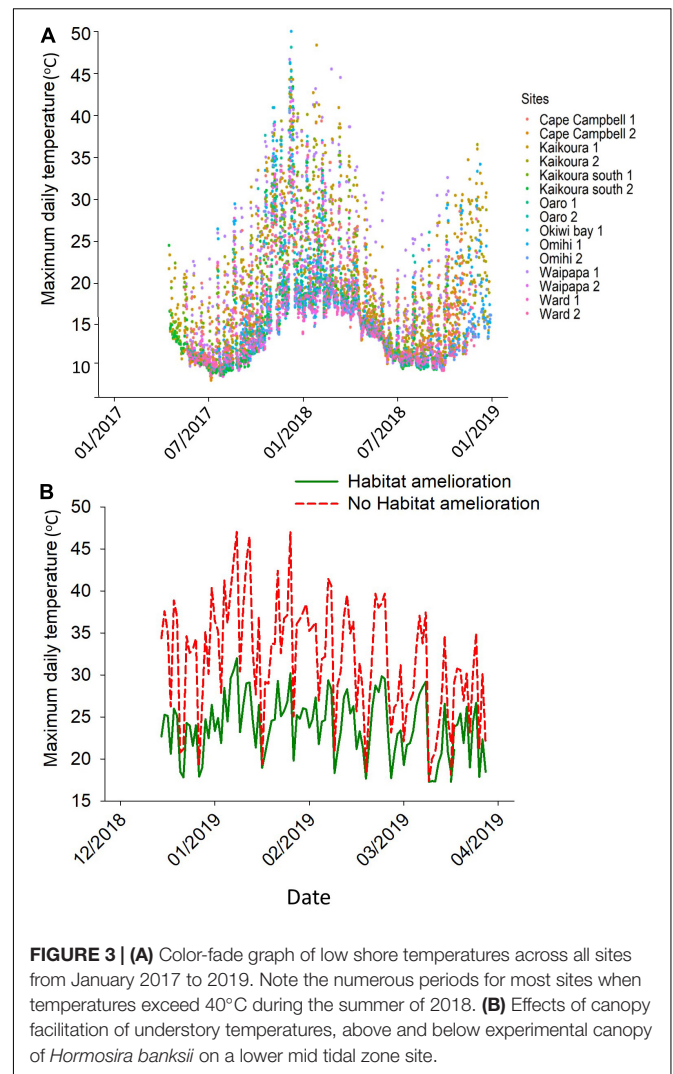 A
Maximum daily temperature (°C)
50
45
40
35
30
25
20
15
10
01/2017
07/2017
01/2018
07/2018
01/2019
Sites
Cape Campbell 1
Cape Campbell 2
Kaikoura 1
Kaikoura 2
Kaikoura south 1
Kaikoura south 2
Oaro 1
Oaro 2
Okiwi bay 1
Omihi 1
Omihi 2
Waipapa 1
Waipapa 2
Ward 1
Ward 2
B
Habitat amelioration
No Habitat amelioration
Maximum daily temperature (°C)
50
45
40
35
30
25
20
15
12/2018
01/2019
02/2019
03/2019
04/2019
Date
FIGURE 3 | (A) Color-fade graph of low shore temperatures across all sites
from January 2017 to 2019. Note the numerous periods for most sites when
temperatures exceed 40°C during the summer of 2018. (B) Effects of canopy
facilitation of understory temperatures, above and below experimental canopy
of Hormosira banksii on a lower mid tidal zone site.